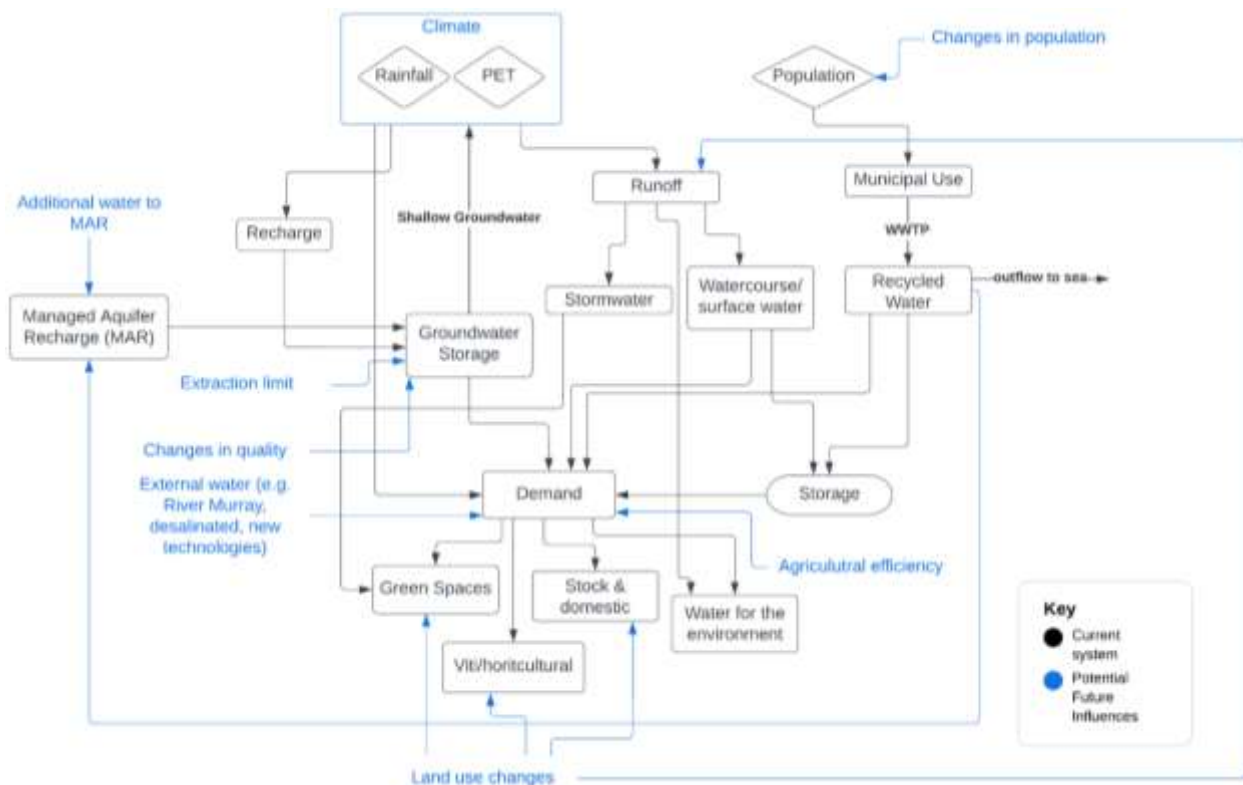 Climate
Rainfall
PET
Population
Changes in population
Runoff
Municipal Use
Additional water to
MAR
Recharge
Shallow Groundwater
WWTP
Stormwater
Watercourse/
surface water
Recycled
Water
outflow to sea
Managed Aquifer
Recharge (MAR)
Groundwater
Storage
Extraction limit
Changes in quality
External water (e.g.
River Murray,
desalinated, new
technologies)
Demand
Storage
Agriculutral efficiency
Green Spaces
Stock &
domestic
Water for the
environment
Viti/horitcultural
Land use changes
Key
Current
system
Potential
Future
Influences